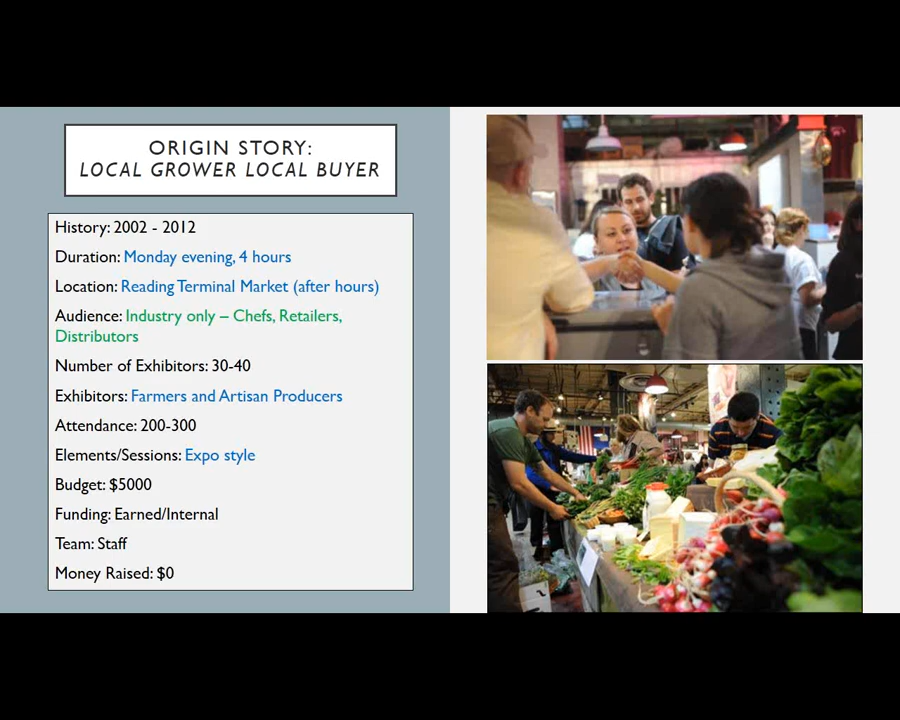 ORIGIN STORY:
LOCAL GROWER LOCAL BUYER
History: 2002 - 2012
Duration: Monday evening, 4 hours
Location: Reading Terminal Market (after hours)
Audience: Industry only – Chefs, Retailers,
Distributors
Number of Exhibitors: 30-40
Exhibitors: Farmers and Artisan Producers
Attendance: 200-300
Elements/Sessions: Expo style
Budget: $5000
Funding: Earned/Internal
Team: Staff
Money Raised: $0